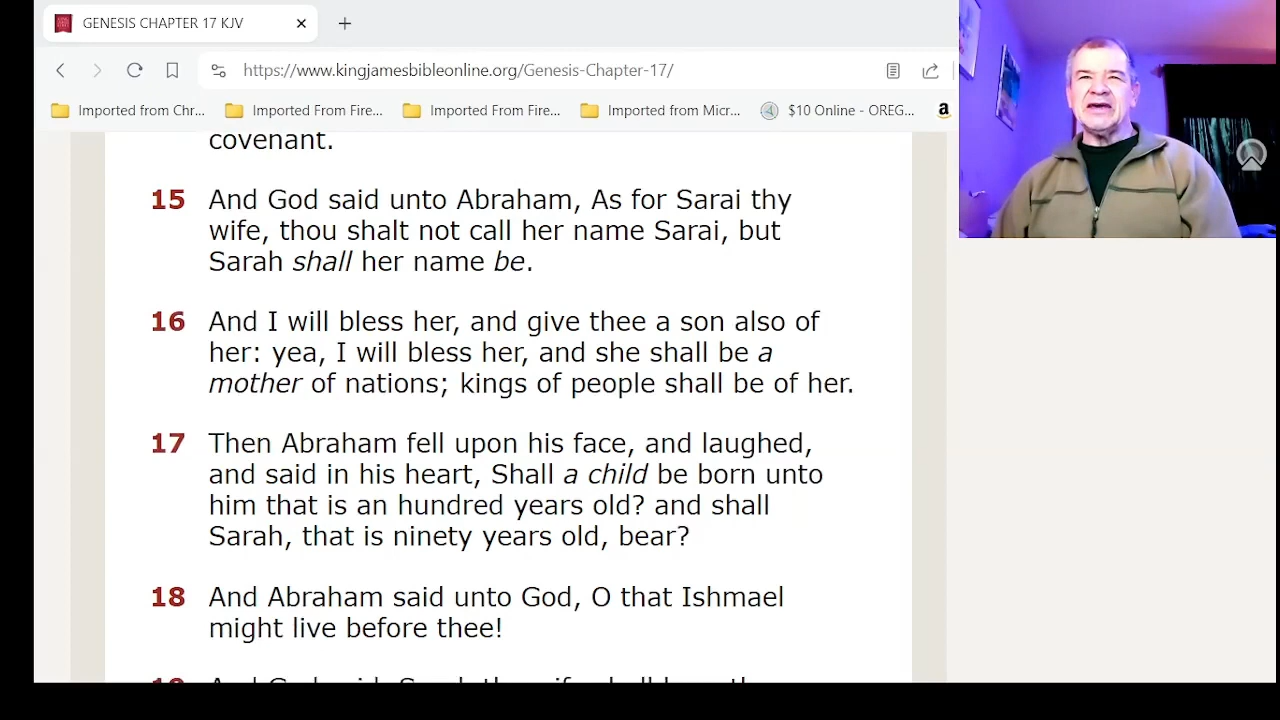 GENESIS CHAPTER 17 KJV
https://www.kingjamesbibleonline.org/Genesis-Chapter-17/
Imported from Chr... Imported From Fire... Imported From Fire... Imported from Micr... $10 Online - OREG...
covenant.
15 And God said unto Abraham, As for Sarai thy
wife, thou shalt not call her name Sarai, but
Sarah shall her name be.
16 And I will bless her, and give thee a son also of
her: yea, I will bless her, and she shall be a
mother of nations; kings of people shall be of her.
17 Then Abraham fell upon his face, and laughed,
and said in his heart, Shall a child be born unto
him that is an hundred years old? and shall
Sarah, that is ninety years old, bear?
18 And Abraham said unto God, O that Ishmael
might live before thee!